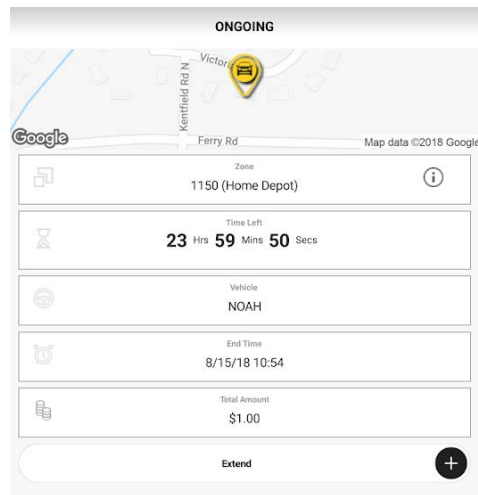 ONGOING
Victoria
Kentfield Rd N
Google
Ferry Rd
Map data ©2018 Google
Zone
1150 (Home Depot)
Time Left
23 Hrs 59 Mins 50 Secs
Vehicle
NOAH
End Time
8/15/18 10:54
Total Amount
$1.00
Extend